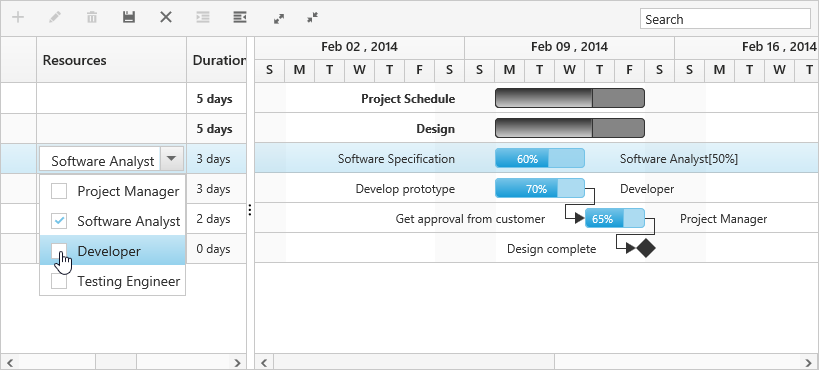 Search
Resources
Duration
Feb 02 , 2014
Feb 09 , 2014
Feb 16 , 2014
S M T W T F S S M T W T F S S M T W
5 days
Project Schedule
5 days
Design
Software Analyst
3 days
Software Specification
60%
Software Analyst[50%]
Project Manager
3 days
Develop prototype
70%
Developer
Software Analyst
2 days
Get approval from customer
65%
Project Manager
Developer
0 days
Design complete
Testing Engineer